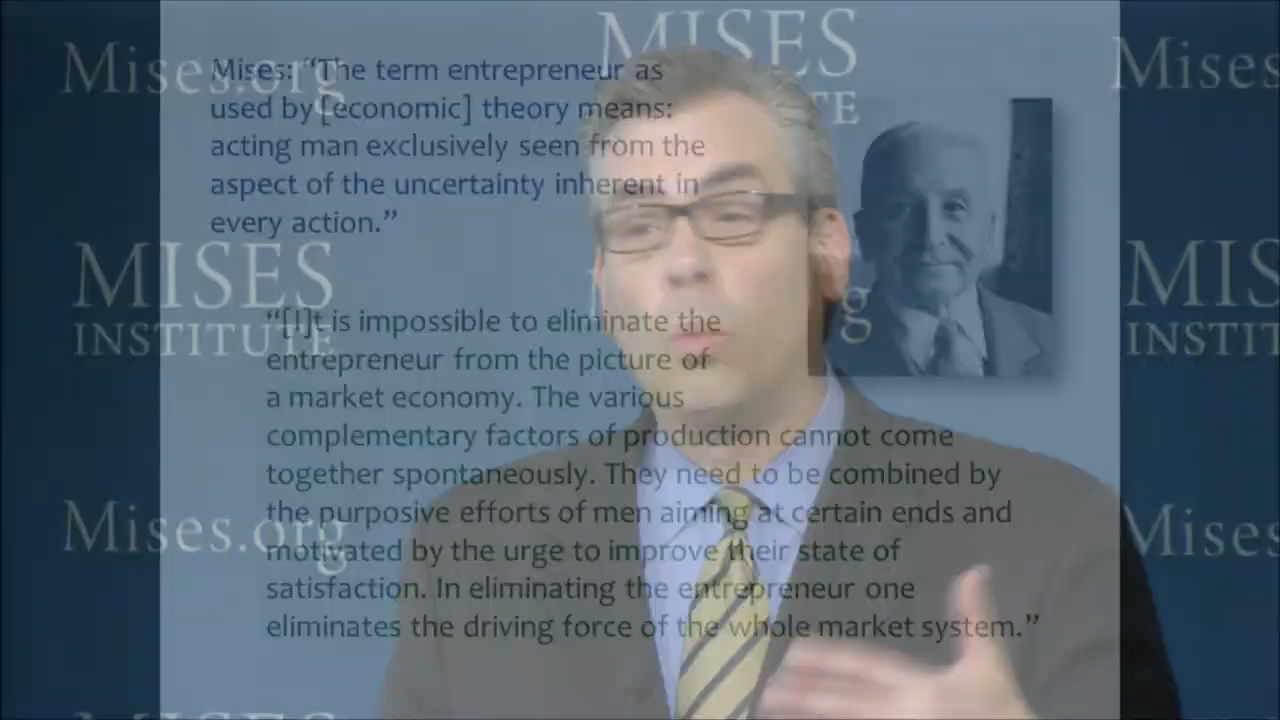 Mises.org
MISES
INSTITUTE
Mises
Mises: “The term entrepreneur as
used by [economic] theory means:
acting man exclusively seen from the
aspect of the uncertainty inherent in
every action.”
MISES
INSTITUTE
MIS
INSTIT
“[I]t is impossible to eliminate the
entrepreneur from the picture of
a market economy. The various
complementary factors of production cannot come
together spontaneously. They need to be combined by
the purposive efforts of men aiming at certain ends and
motivated by the urge to improve their state of
satisfaction. In eliminating the entrepreneur one
eliminates the driving force of the whole market system.”
rg
Mises.org
Mises
MISES